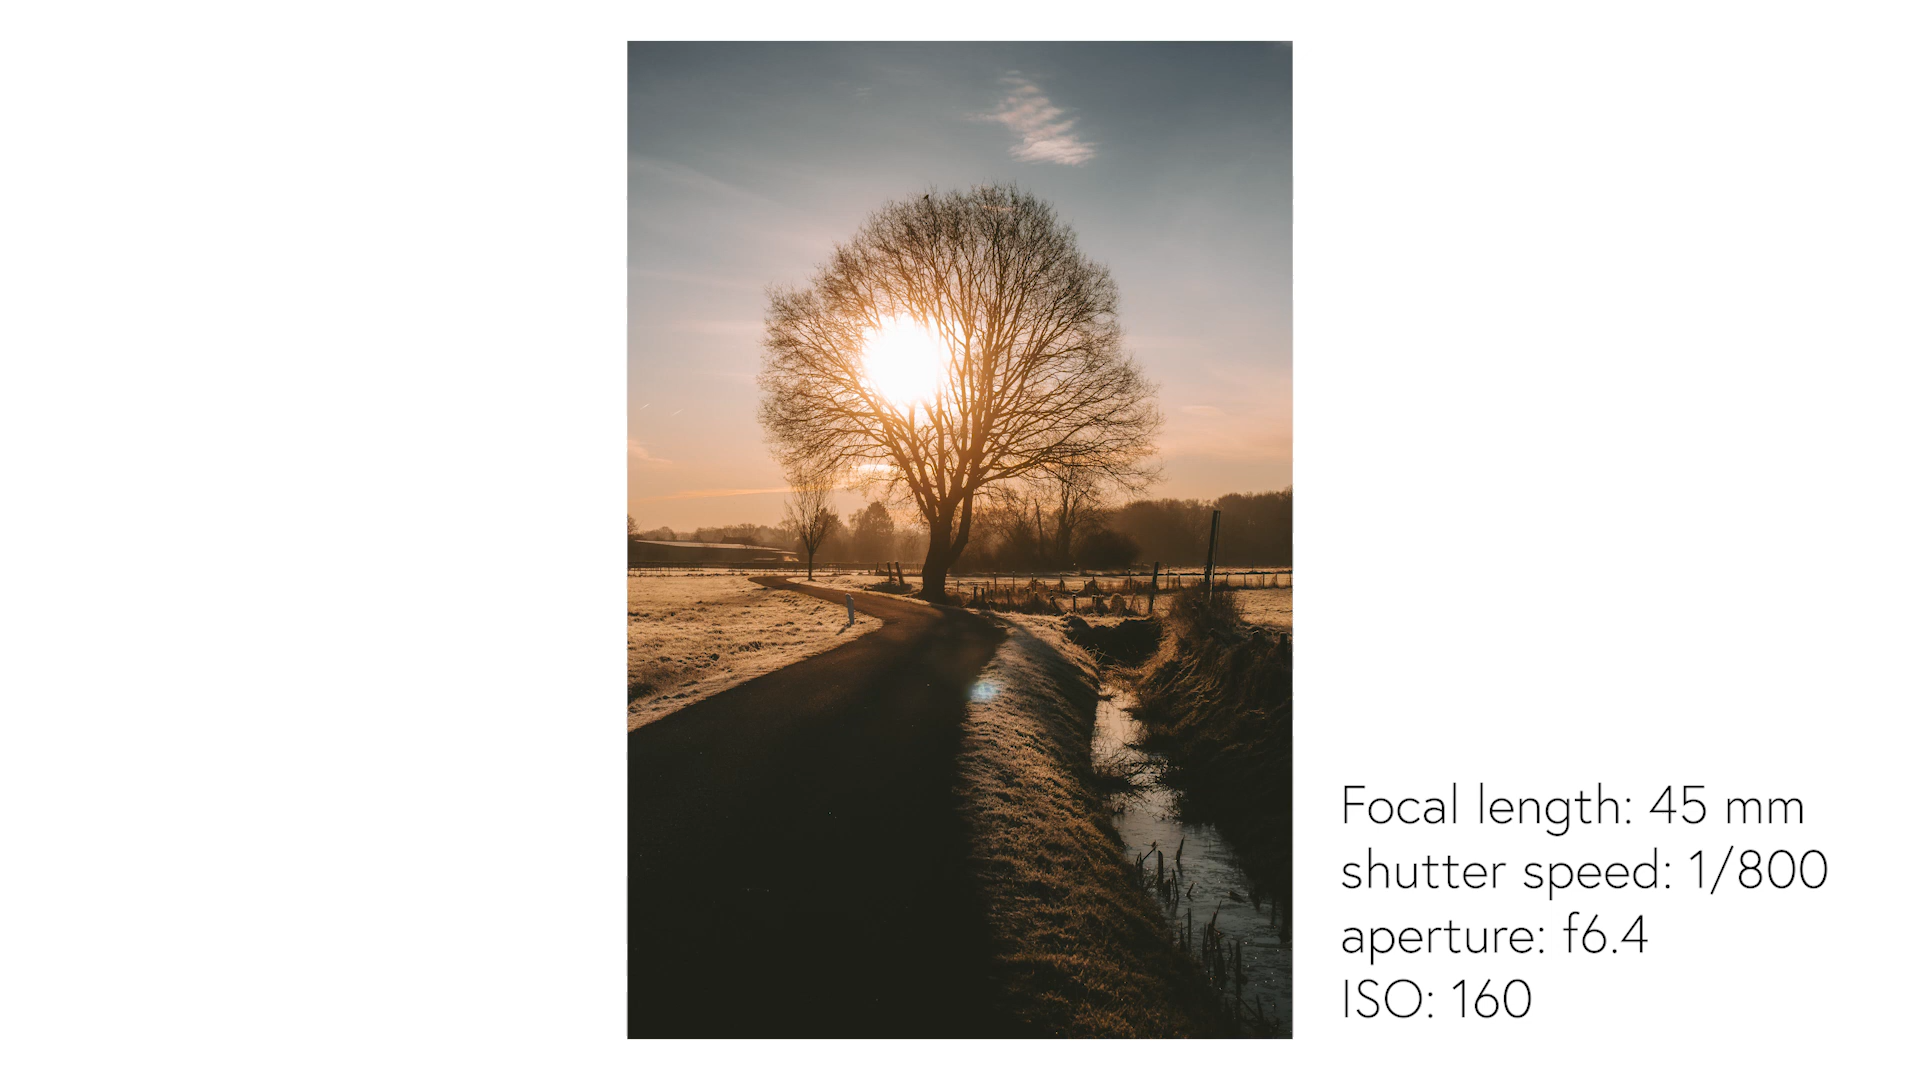 Focal length: 45 mm
shutter speed: 1/800
aperture: f6.4
ISO: 160